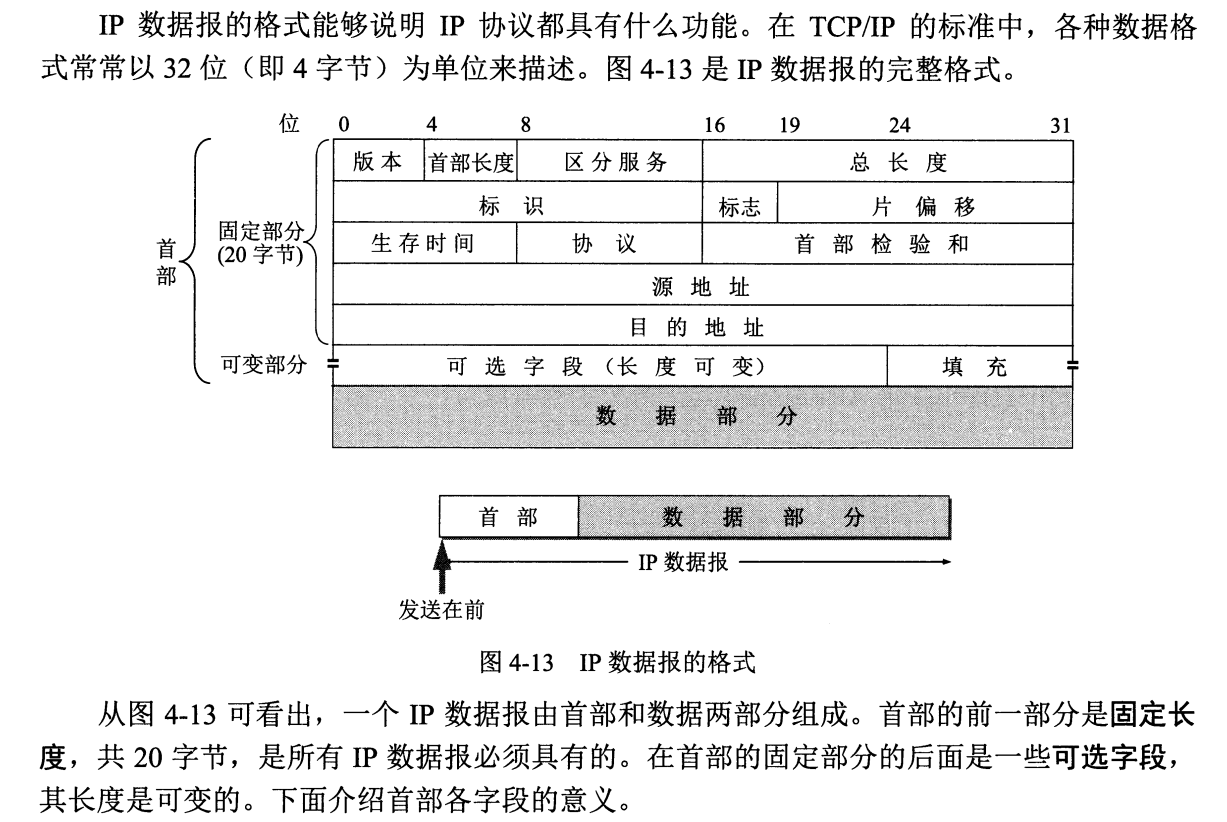 IP 数据报的格式能够说明 IP 协议都具有什么功能。在 TCP/IP 的标准中，各种数据格
式常常以 32 位（即 4 字节）为单位来描述。图 4-13 是 IP 数据报的完整格式。
位 0 4 8 16 19 24 31
版本 首部长度 区分服务 总长度
标识 标志 片偏移
固定部分
(20 字节)
首部
生存时间 协议 首部检验和
源地址
目的地址
可变部分 可选字段（长度可变） 填充
数据部分
首部 数据部分
IP 数据报
发送在前
图 4-13 IP 数据报的格式
从图 4-13 可看出，一个 IP 数据报由首部和数据两部分组成。首部的前一部分是固定长
度，共 20 字节，是所有 IP 数据报必须具有的。在首部的固定部分的后面是一些可选字段，
其长度是可变的。下面介绍首部各字段的意义。